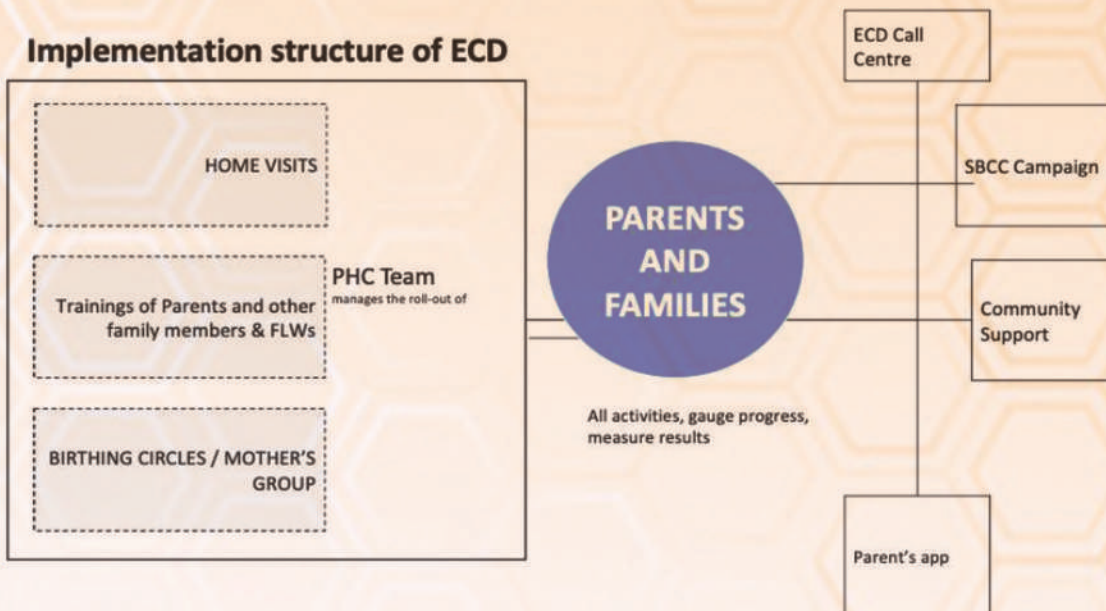 Implementation structure of ECD
HOME VISITS
Trainings of Parents and other
family members & FLWs
BIRTHING CIRCLES / MOTHER'S
GROUP
PHC Team
manages the roll-out of
PARENTS
AND
FAMILIES
All activities, gauge progress,
measure results
ECD Call
Centre
SBCC Campaign
Community
Support
Parent's app